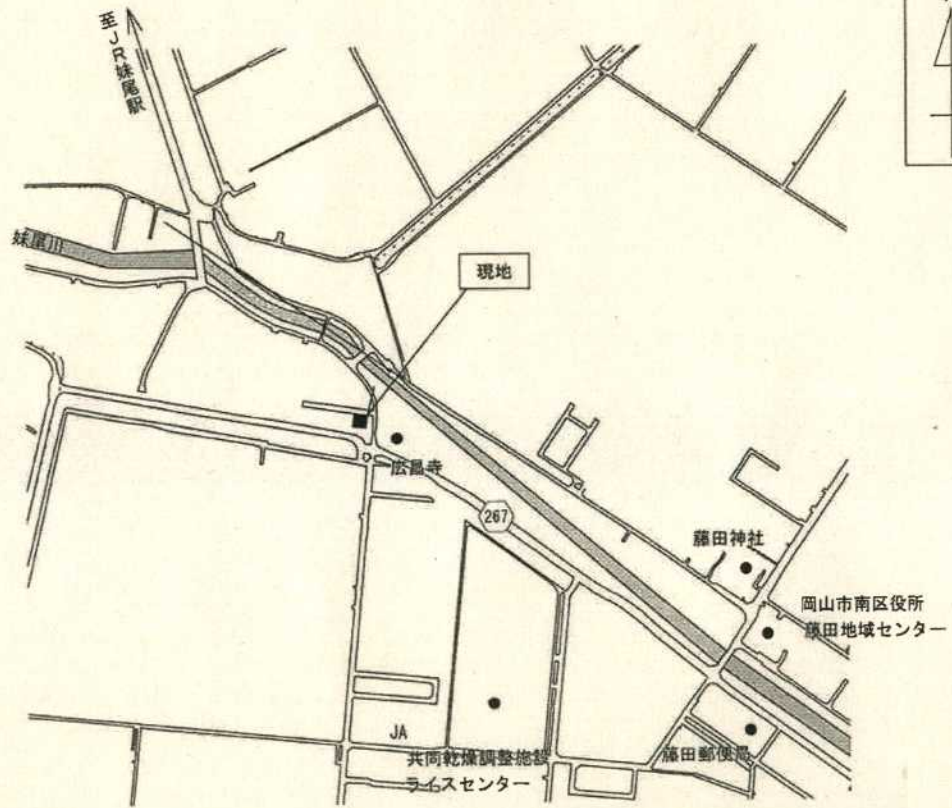 至JR妹尾駅
妹尾川
現地
広昌寺
267
藤田神社
岡山市南区役所
藤田地域センター
JA
共同乾燥調整施設
ライスセンター
藤田郵便局